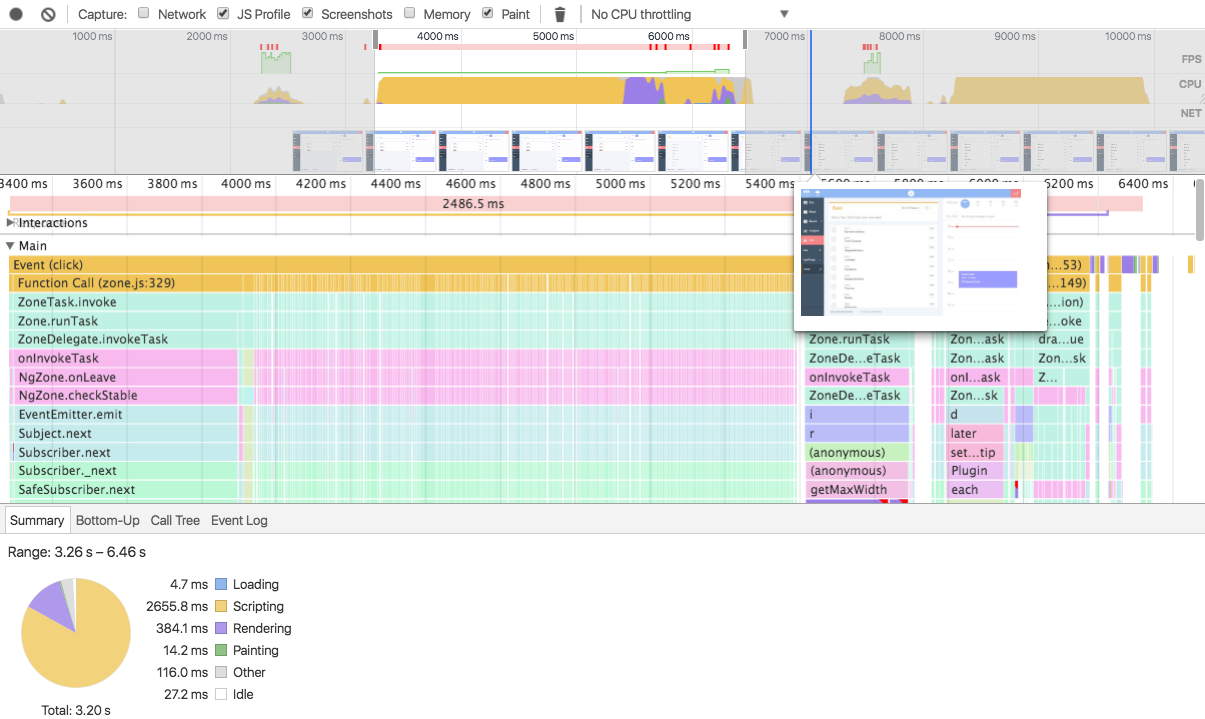 Capture: Network JS Profile Screenshots Memory Paint No CPU throttling
1000 ms 2000 ms 3000 ms 4000 ms 5000 ms 6000 ms 7000 ms 8000 ms 9000 ms 10000 ms
FPS
CPU
NET
3400 ms 3600 ms 3800 ms 4000 ms 4200 ms 4400 ms 4600 ms 4800 ms 5000 ms 5200 ms 5400 ms 6200 ms 6400 ms
2486.5 ms
Interactions
Main
Event (click) ...53)
Function Call (zone.js:329) ...149)
ZoneTask.invoke ...ion)
Zone.runTask ...oke
ZoneDelegate.invokeTask Zone.runTask Zon...ask dra...ue
onInvokeTask ZoneDe...eTask Zon...ask Zon...sk
NgZone.onLeave onInvokeTask onI...ask Z...
NgZone.checkStable ZoneDe...eTask Zon...sk
EventEmitter.emit i d
Subject.next r later
Subscriber.next (anonymous) set...tip
Subscriber._next (anonymous) Plugin
SafeSubscriber.next getMaxWidth each
Summary Bottom-Up Call Tree Event Log
Range: 3.26 s – 6.46 s
4.7 ms Loading
2655.8 ms Scripting
384.1 ms Rendering
14.2 ms Painting
116.0 ms Other
27.2 ms Idle
Total: 3.20 s